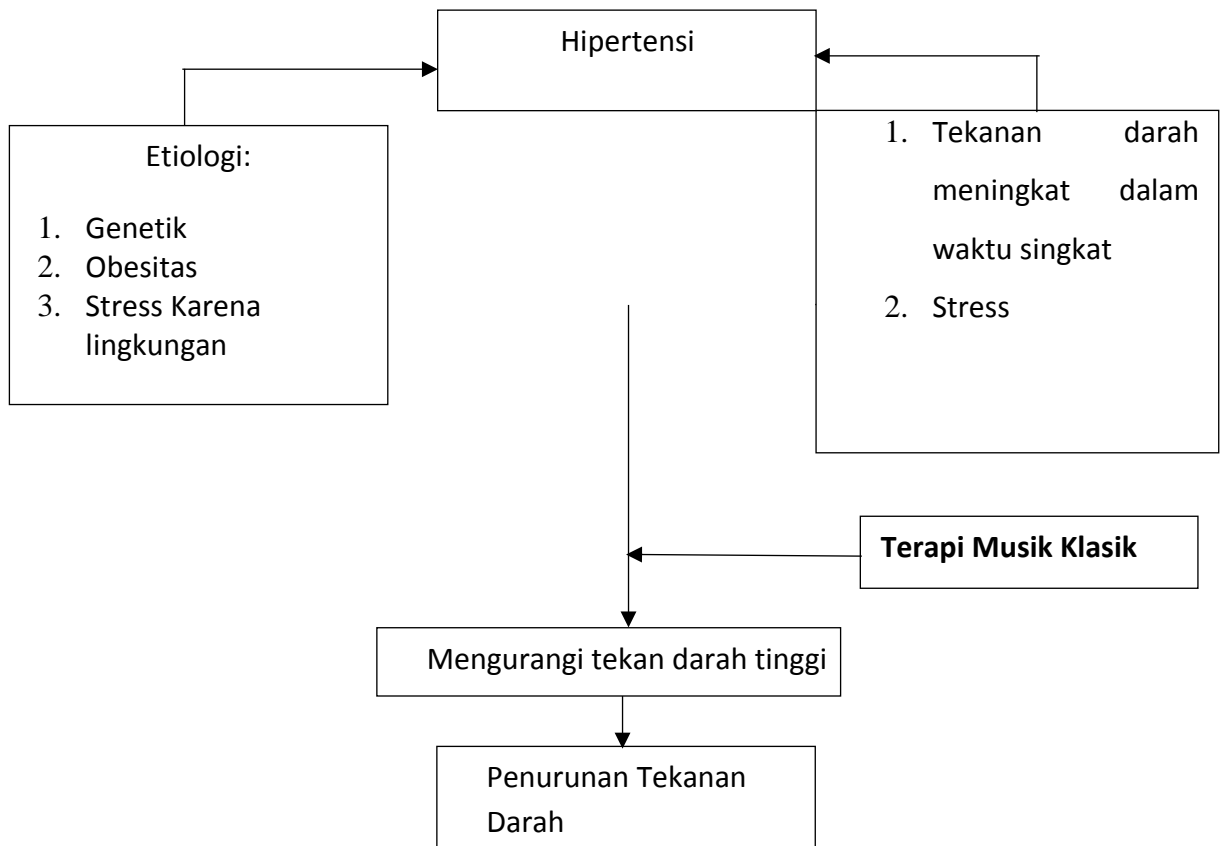 Hipertensi
Etiologi:
1. Genetik
2. Obesitas
3. Stress Karena
lingkungan
1. Tekanan darah
meningkat dalam
waktu singkat
2. Stress
Terapi Musik Klasik
Mengurangi tekan darah tinggi
Penurunan Tekanan
Darah